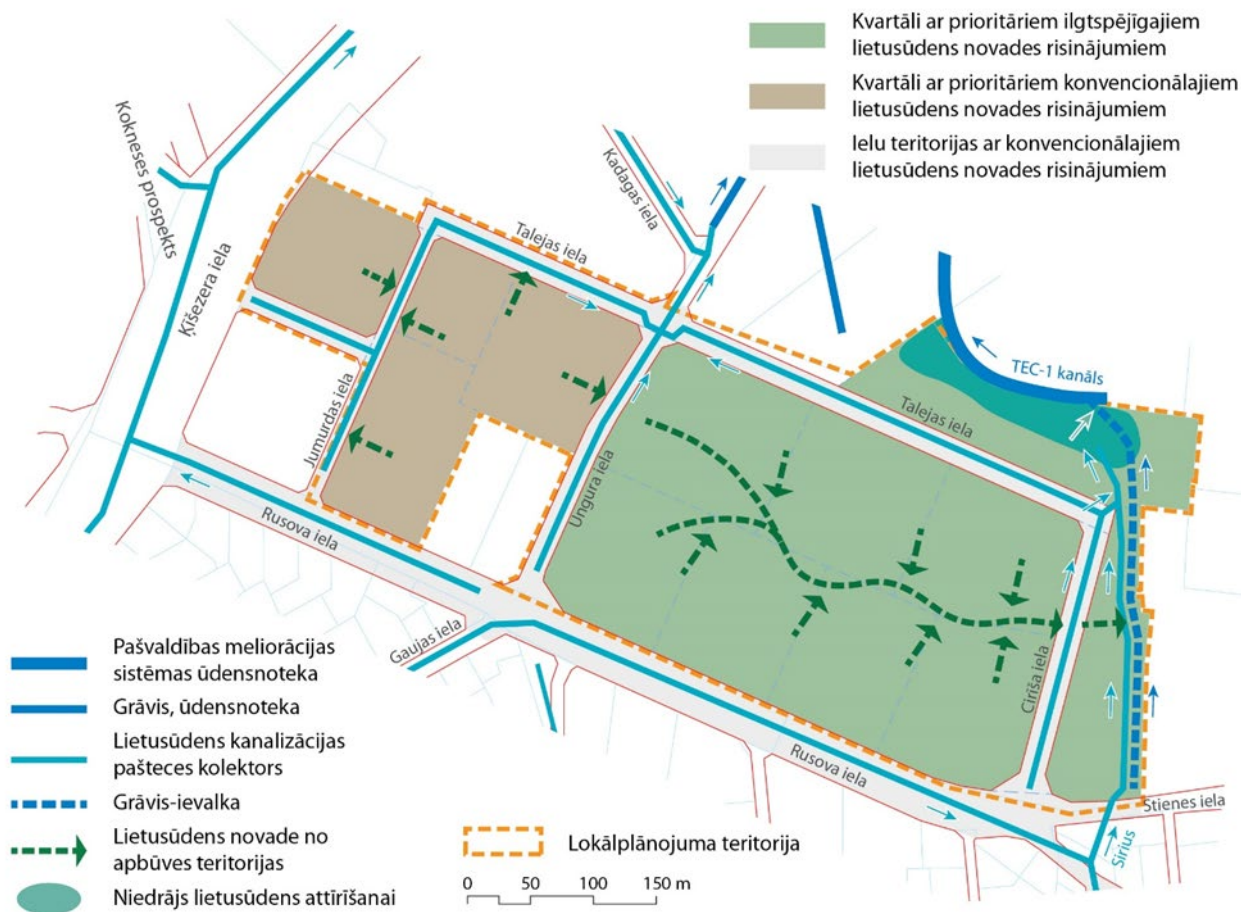 Kvartāli ar prioritāriem ilgtspējīgajiem
lietusūdens novades risinājumiem
Kvartāli ar prioritāriem konvencionālajiem
lietusūdens novades risinājumiem
Ielu teritorijas ar konvencionālajiem
lietusūdens novades risinājumiem
Kokneses prospekts
Ķīšezera iela
Kadagas iela
Talejas iela
TEC-1 kanāls
Talejas iela
Jumurdas iela
Ungura iela
Rusova iela
Gaujas iela
Cirīša iela
Rusova iela
Stienes iela
Sīrius
Pašvaldības meliorācijas
sistēmas ūdensnoteka
Grāvis, ūdensnoteka
Lietusūdens kanalizācijas
pašteces kolektors
Grāvis-ievalka
Lietusūdens novade no
apbūves teritorijas
Niedrājs lietusūdens attīrīšanai
Lokālplānojuma teritorija
0 50 100 150 m